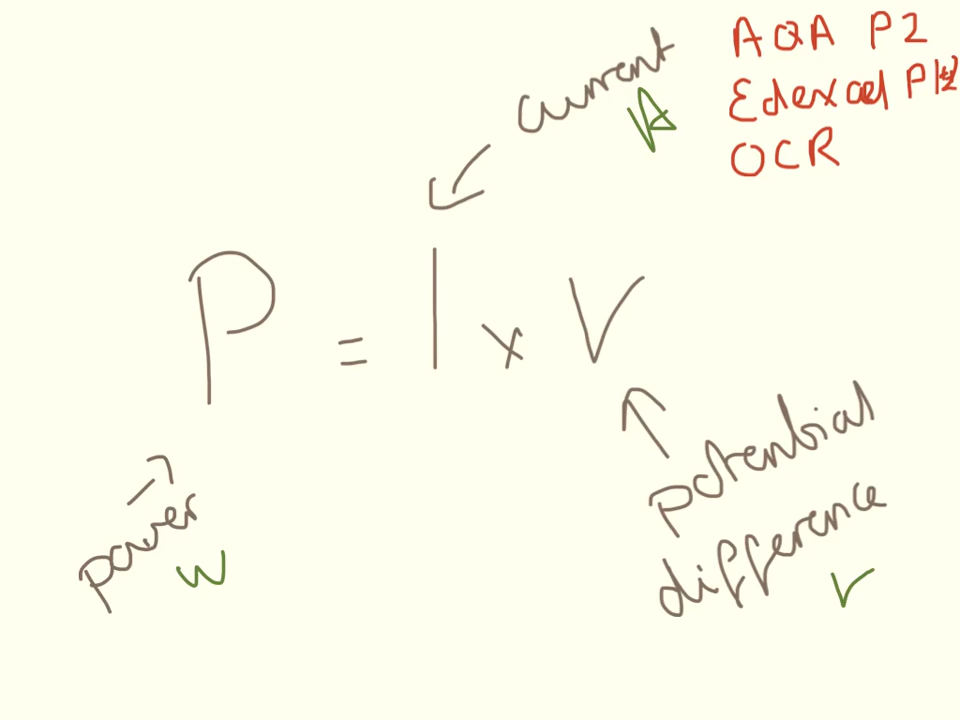 AQA P2
Edexcel P1+2
OCR
current
A
P = I x V
power
W
potential
difference
V